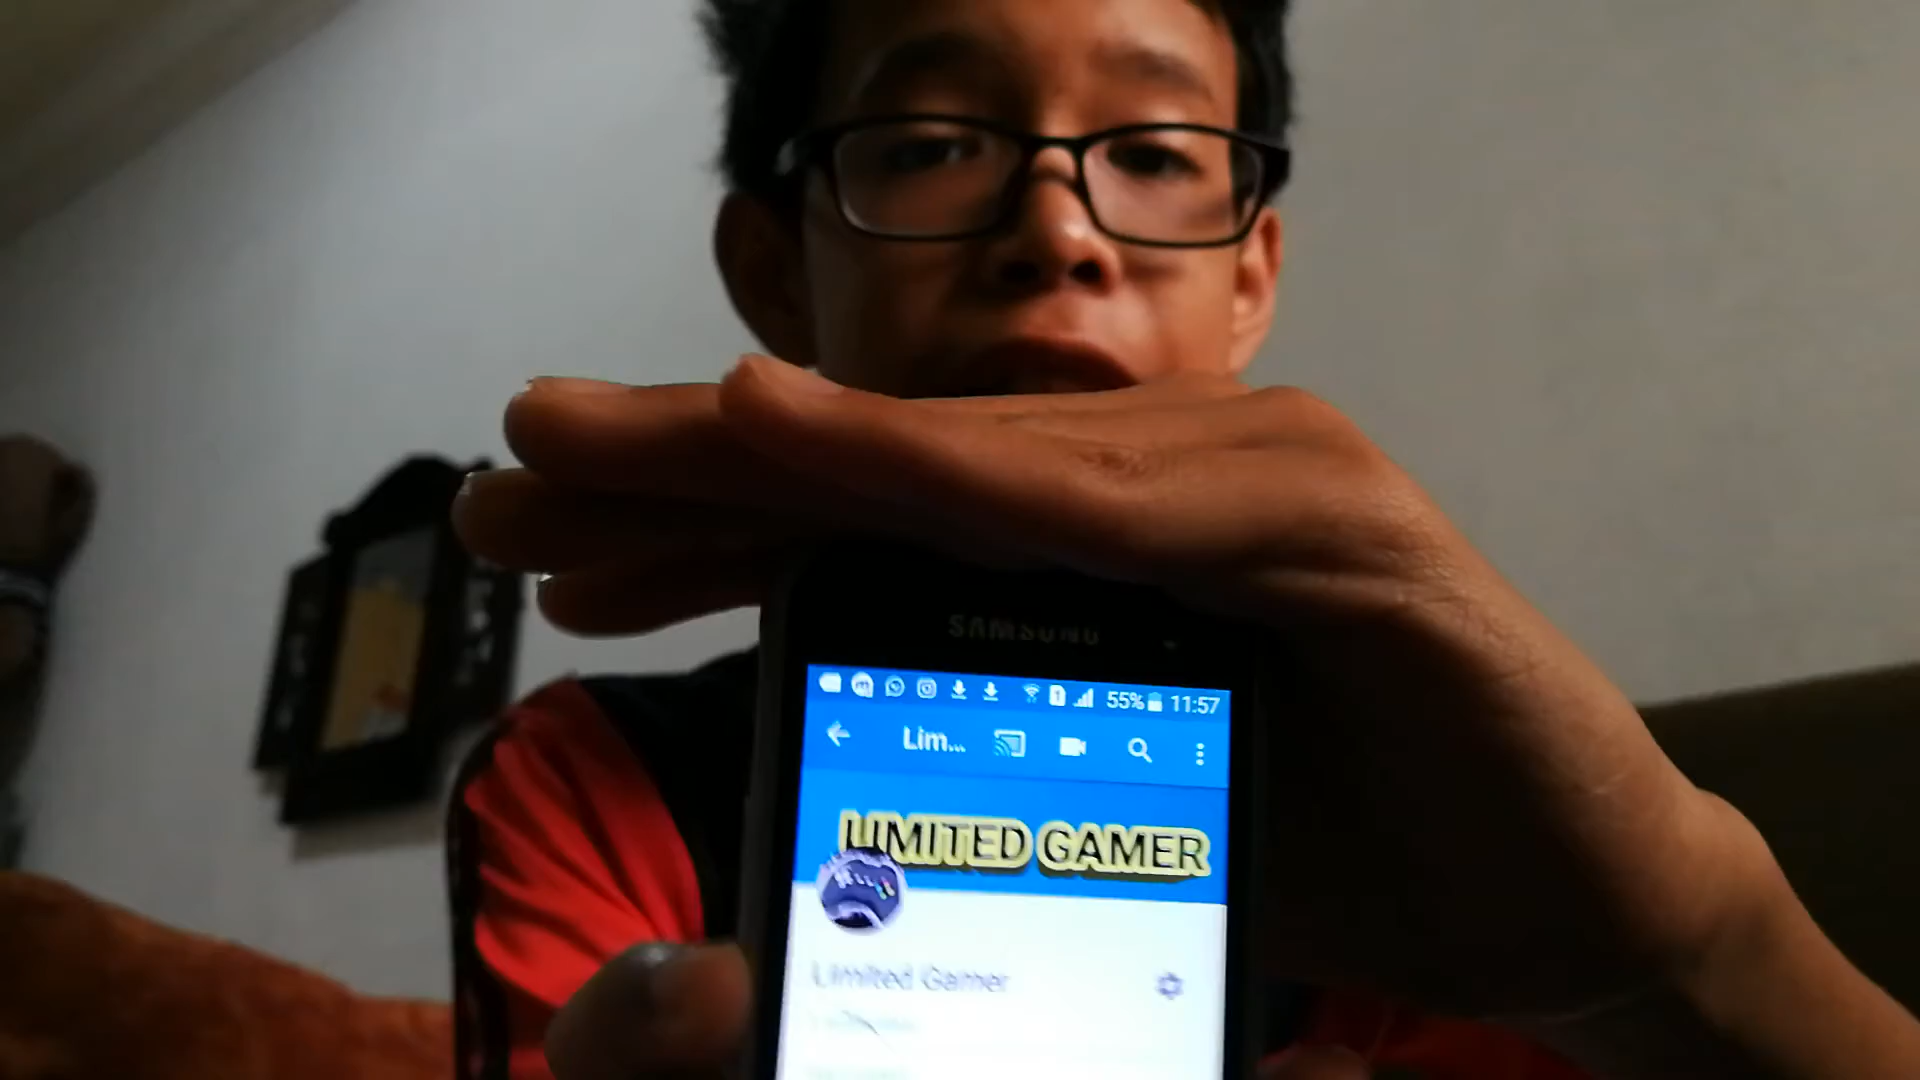 SAMSUNG
55% 11:57
Lim...
LIMITED GAMER
Limited Gamer